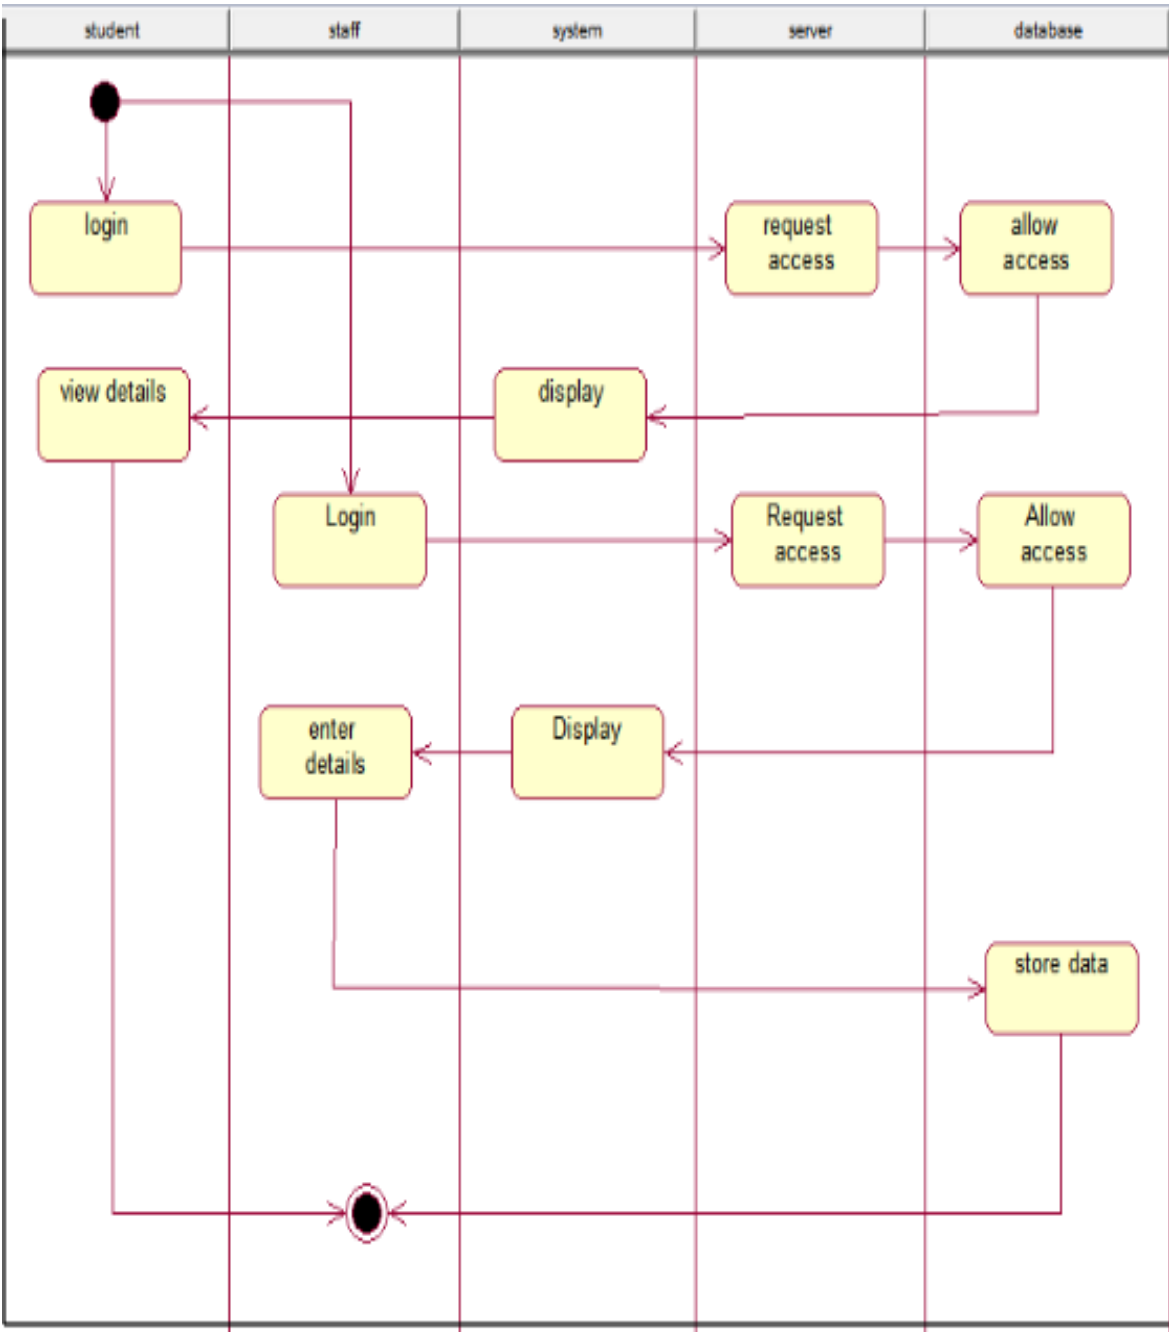 student
staff
system
server
database
login
request
access
allow
access
view details
display
Login
Request
access
Allow
access
enter
details
Display
store data